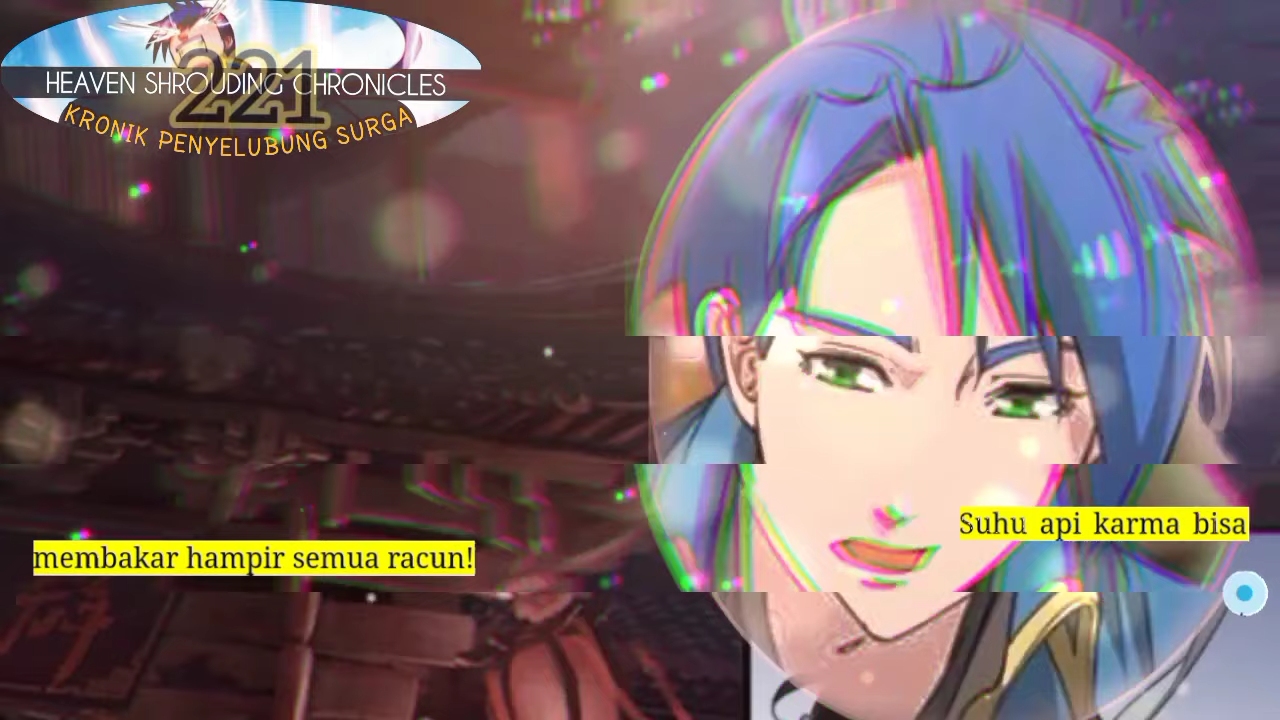 221
HEAVEN SHROUDING CHRONICLES
KRONIK PENYELUBUNG SURGA
Suhu api karma bisa
membakar hampir semua racun!